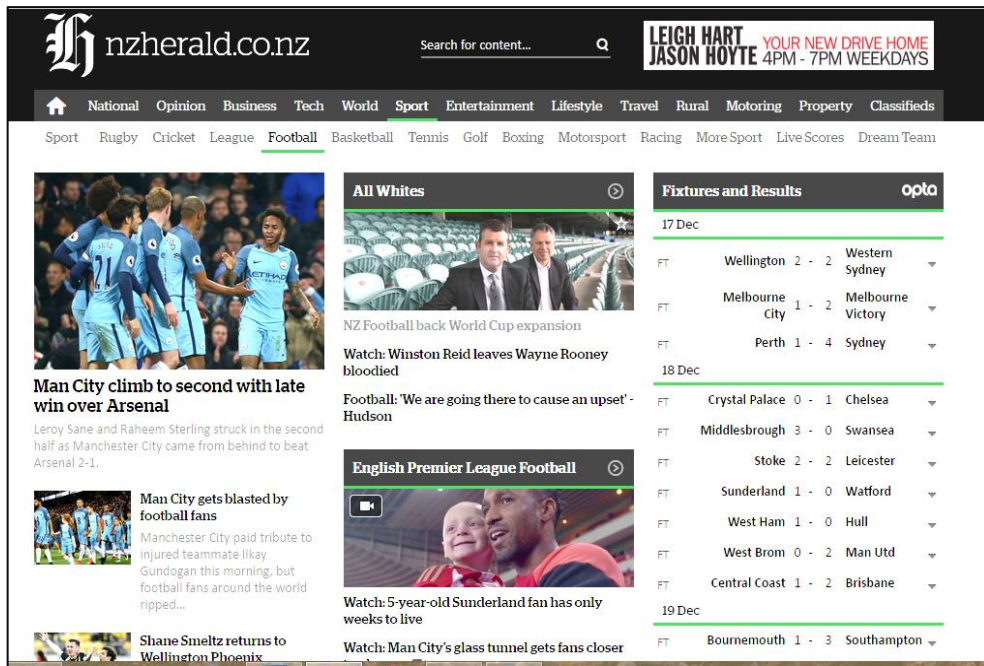 nzherald.co.nz
Search for content...
LEIGH HART
JASON HOYTE
YOUR NEW DRIVE HOME
4PM - 7PM WEEKDAYS
National Opinion Business Tech World Sport Entertainment Lifestyle Travel Rural Motoring Property Classifieds
Sport Rugby Cricket League Football Basketball Tennis Golf Boxing Motorsport Racing More Sport Live Scores Dream Team
21
ETIHAD
Man City climb to second with late
win over Arsenal
Leroy Sane and Raheem Sterling struck in the second
half as Manchester City came from behind to beat
Arsenal 2-1.
Man City gets blasted by
football fans
Manchester City paid tribute to
injured teammate Ilkay
Gundogan this morning, but
football fans around the world
ripped...
Shane Smeltz returns to
Wellington Phoenix
All Whites
NZ Football back World Cup expansion
Watch: Winston Reid leaves Wayne Rooney
bloodied
Football: 'We are going there to cause an upset' -
Hudson
English Premier League Football
Watch: 5-year-old Sunderland fan has only
weeks to live
Watch: Man City's glass tunnel gets fans closer
Fixtures and Results opta
17 Dec
FT Wellington 2 - 2 Western
Sydney
FT Melbourne
City 1 - 2 Melbourne
Victory
FT Perth 1 - 4 Sydney
18 Dec
FT Crystal Palace 0 - 1 Chelsea
FT Middlesbrough 3 - 0 Swansea
FT Stoke 2 - 2 Leicester
FT Sunderland 1 - 0 Watford
FT West Ham 1 - 0 Hull
FT West Brom 0 - 2 Man Utd
FT Central Coast 1 - 2 Brisbane
19 Dec
FT Bournemouth 1 - 3 Southampton